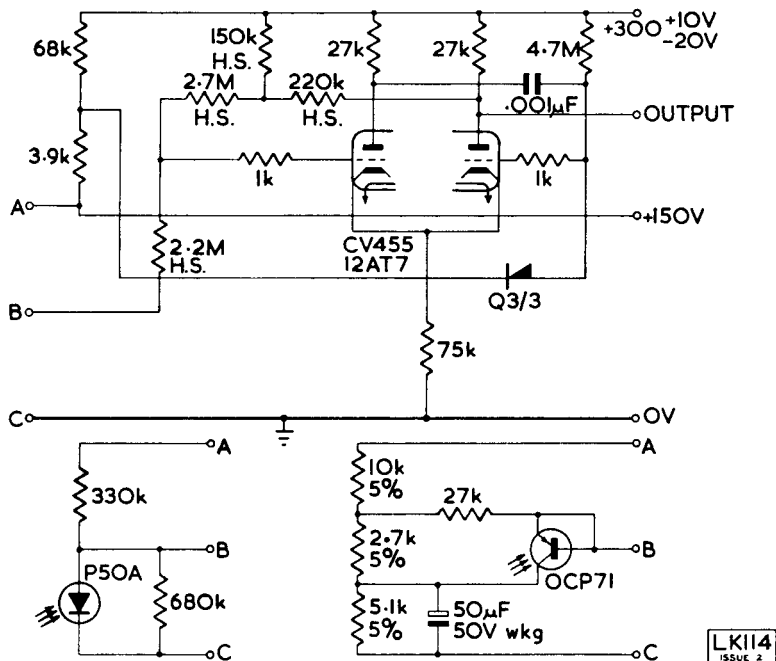 68k
150k
H.S.
27k
27k
4.7M
+300 +10V
-20V
2.7M
H.S.
220k
H.S.
.001µF
OUTPUT
3.9k
1k
1k
A
+150V
2.2M
H.S.
CV455
12AT7
Q3/3
B
75k
C
0V
A
330k
B
P50A
680k
C
A
10k
5%
27k
2.7k
5%
B
OCP71
5.1k
5%
50µF
50V wkg
C
LK114
ISSUE 2